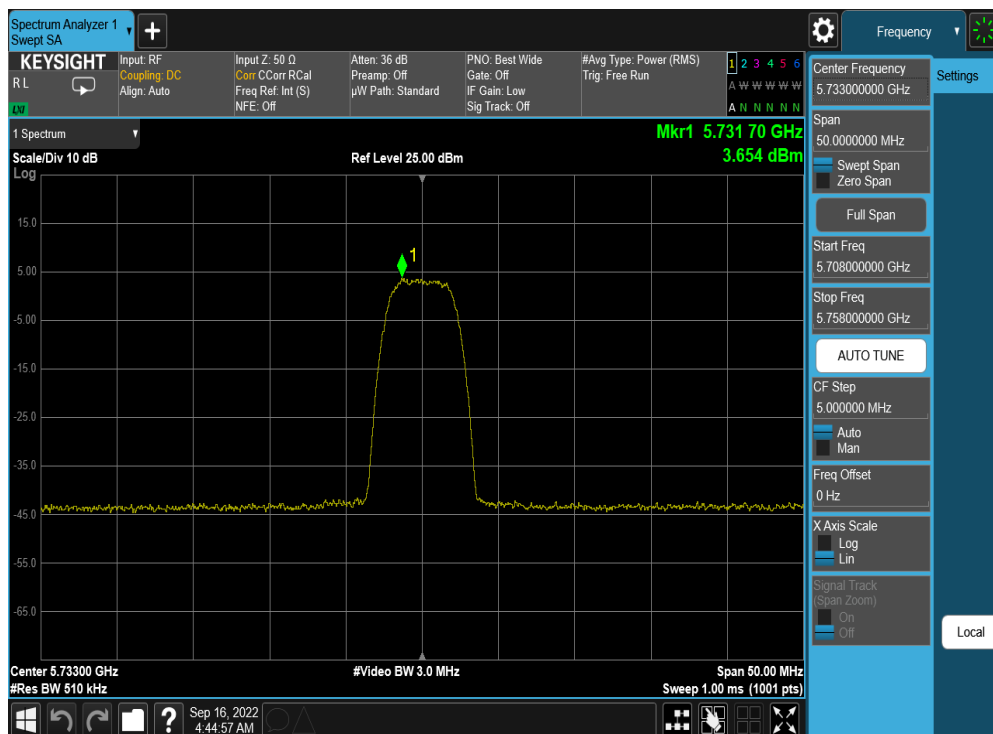 Spectrum Analyzer 1
Swept SA
Frequency
KEYSIGHT
R L
LXI
Input: RF
Coupling: DC
Align: Auto
Input Z: 50 Ω
Corr CCorr RCal
Freq Ref: Int (S)
NFE: Off
Atten: 36 dB
Preamp: Off
µW Path: Standard
PNO: Best Wide
Gate: Off
IF Gain: Low
Sig Track: Off
#Avg Type: Power (RMS)
Trig: Free Run
1 2 3 4 5 6
A W W W W W
A N N N N N
1 Spectrum
Scale/Div 10 dB
Log
Ref Level 25.00 dBm
Mkr1 5.731 70 GHz
3.654 dBm
15.0
5.00
-5.00
-15.0
-25.0
-35.0
-45.0
-55.0
-65.0
1
Center 5.73300 GHz
#Res BW 510 kHz
#Video BW 3.0 MHz
Span 50.00 MHz
Sweep 1.00 ms (1001 pts)
Center Frequency
5.733000000 GHz
Span
50.0000000 MHz
Swept Span
Zero Span
Full Span
Start Freq
5.708000000 GHz
Stop Freq
5.758000000 GHz
AUTO TUNE
CF Step
5.000000 MHz
Auto
Man
Freq Offset
0 Hz
X Axis Scale
Log
Lin
Signal Track
(Span Zoom)
On
Off
Settings
Local
?
Sep 16, 2022
4:44:57 AM